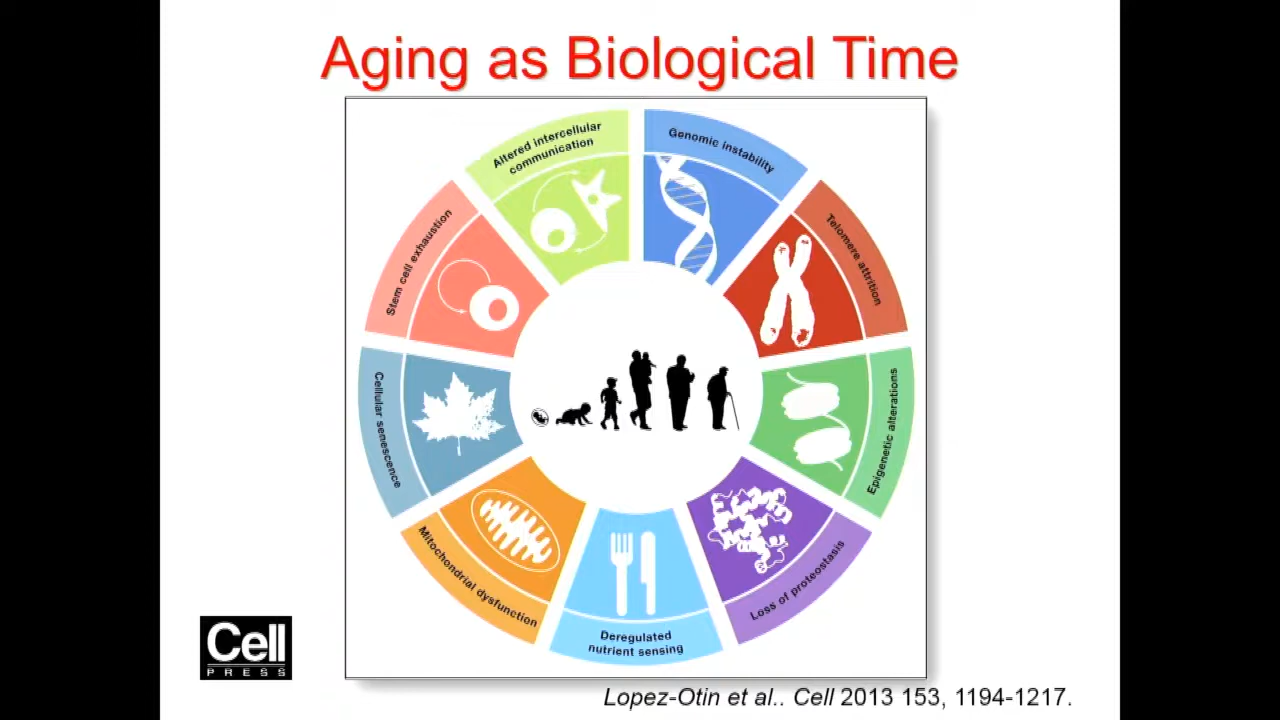 Aging as Biological Time
Altered intercellular
communication
Genomic instability
Telomere attrition
Epigenetic alterations
Loss of proteostasis
Deregulated
nutrient sensing
Mitochondrial dysfunction
Cellular senescence
Stem cell exhaustion
Cell
PRESS
Lopez-Otin et al.. Cell 2013 153, 1194-1217.